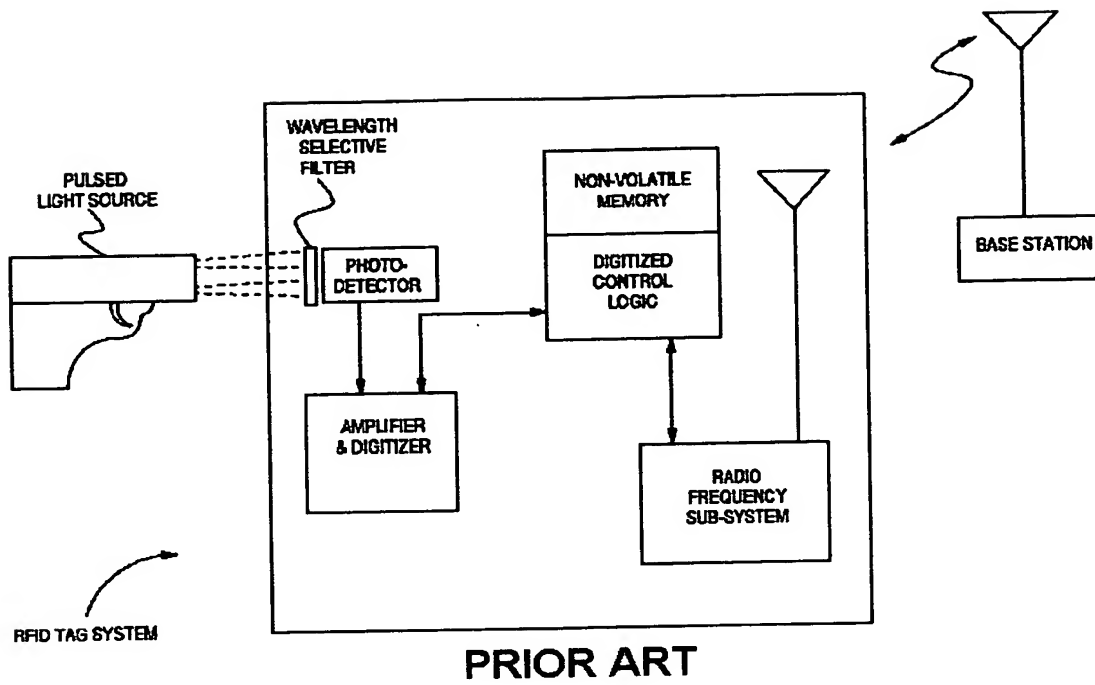 WAVELENGTH
SELECTIVE
FILTER
PULSED
LIGHT SOURCE
NON-VOLATILE
MEMORY
BASE STATION
PHOTO-
DETECTOR
DIGITIZED
CONTROL
LOGIC
AMPLIFIER
& DIGITIZER
RADIO
FREQUENCY
SUB-SYSTEM
RFID TAG SYSTEM
PRIOR ART